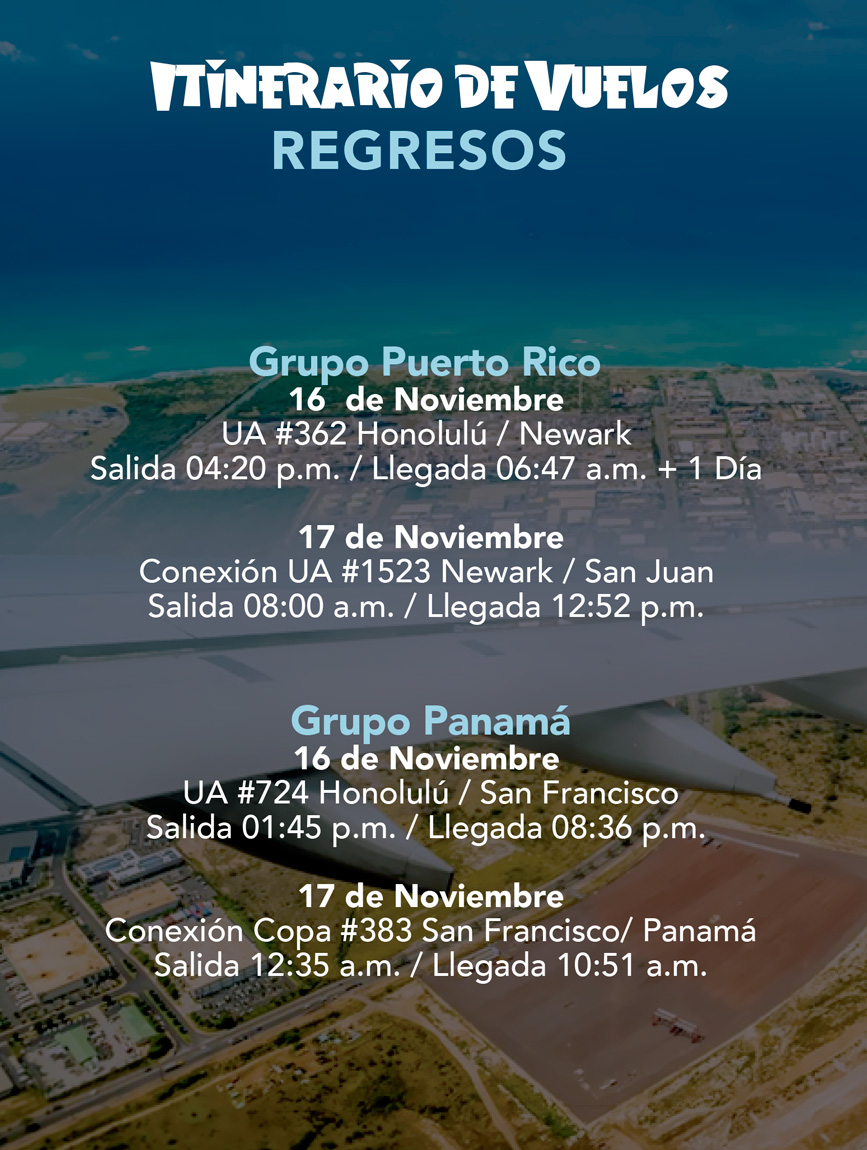 Itinerario de Vuelos
REGRESOS
Grupo Puerto Rico
16 de Noviembre
UA #362 Honolulú / Newark
Salida 04:20 p.m. / Llegada 06:47 a.m. + 1 Día
17 de Noviembre
Conexión UA #1523 Newark / San Juan
Salida 08:00 a.m. / Llegada 12:52 p.m.
Grupo Panamá
16 de Noviembre
UA #724 Honolulú / San Francisco
Salida 01:45 p.m. / Llegada 08:36 p.m.
17 de Noviembre
Conexión Copa #383 San Francisco/ Panamá
Salida 12:35 a.m. / Llegada 10:51 a.m.